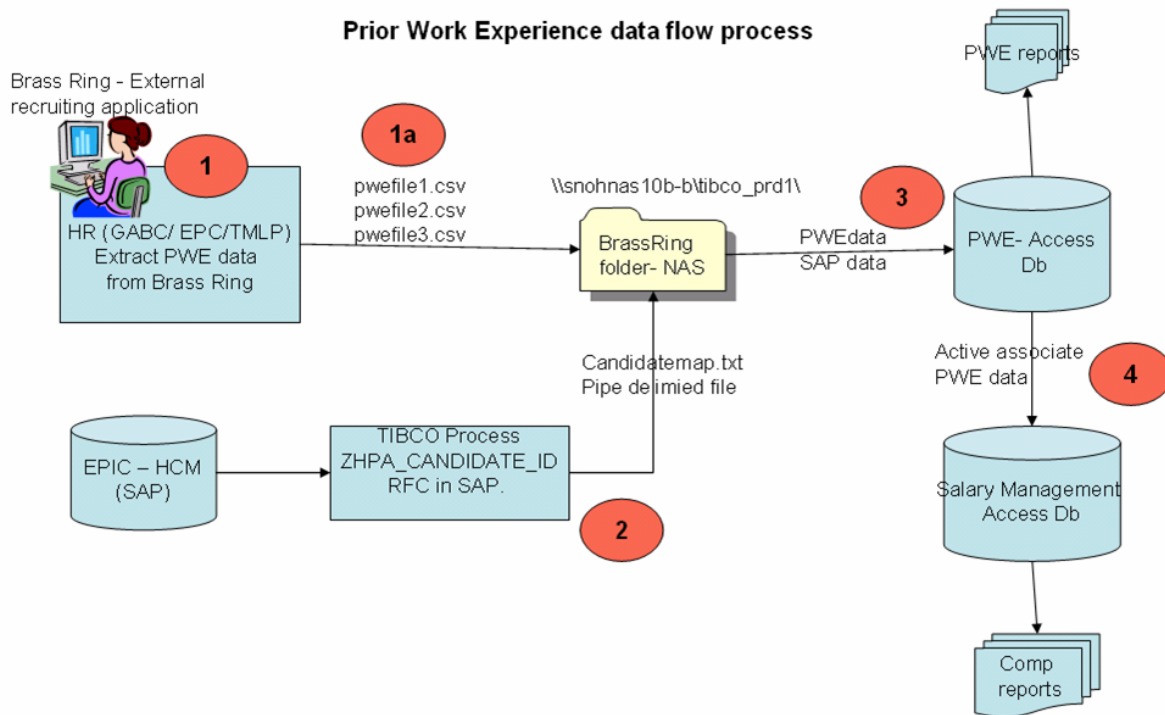 Prior Work Experience data flow process
PWE reports
Brass Ring - External
recruiting application
1
1a
pwefile1.csv
pwefile2.csv
pwefile3.csv
HR (GABC/ EPC/TMLP)
Extract PWE data
from Brass Ring
\\snohnas10b-b\tibco_prd1\
BrassRing
folder- NAS
3
PWEdata
SAP data
PWE- Access
Db
Candidatemap.txt
Pipe delimied file
Active associate
PWE data
4
EPIC – HCM
(SAP)
TIBCO Process
ZHPA_CANDIDATE_ID
RFC in SAP.
2
Salary Management
Access Db
Comp
reports